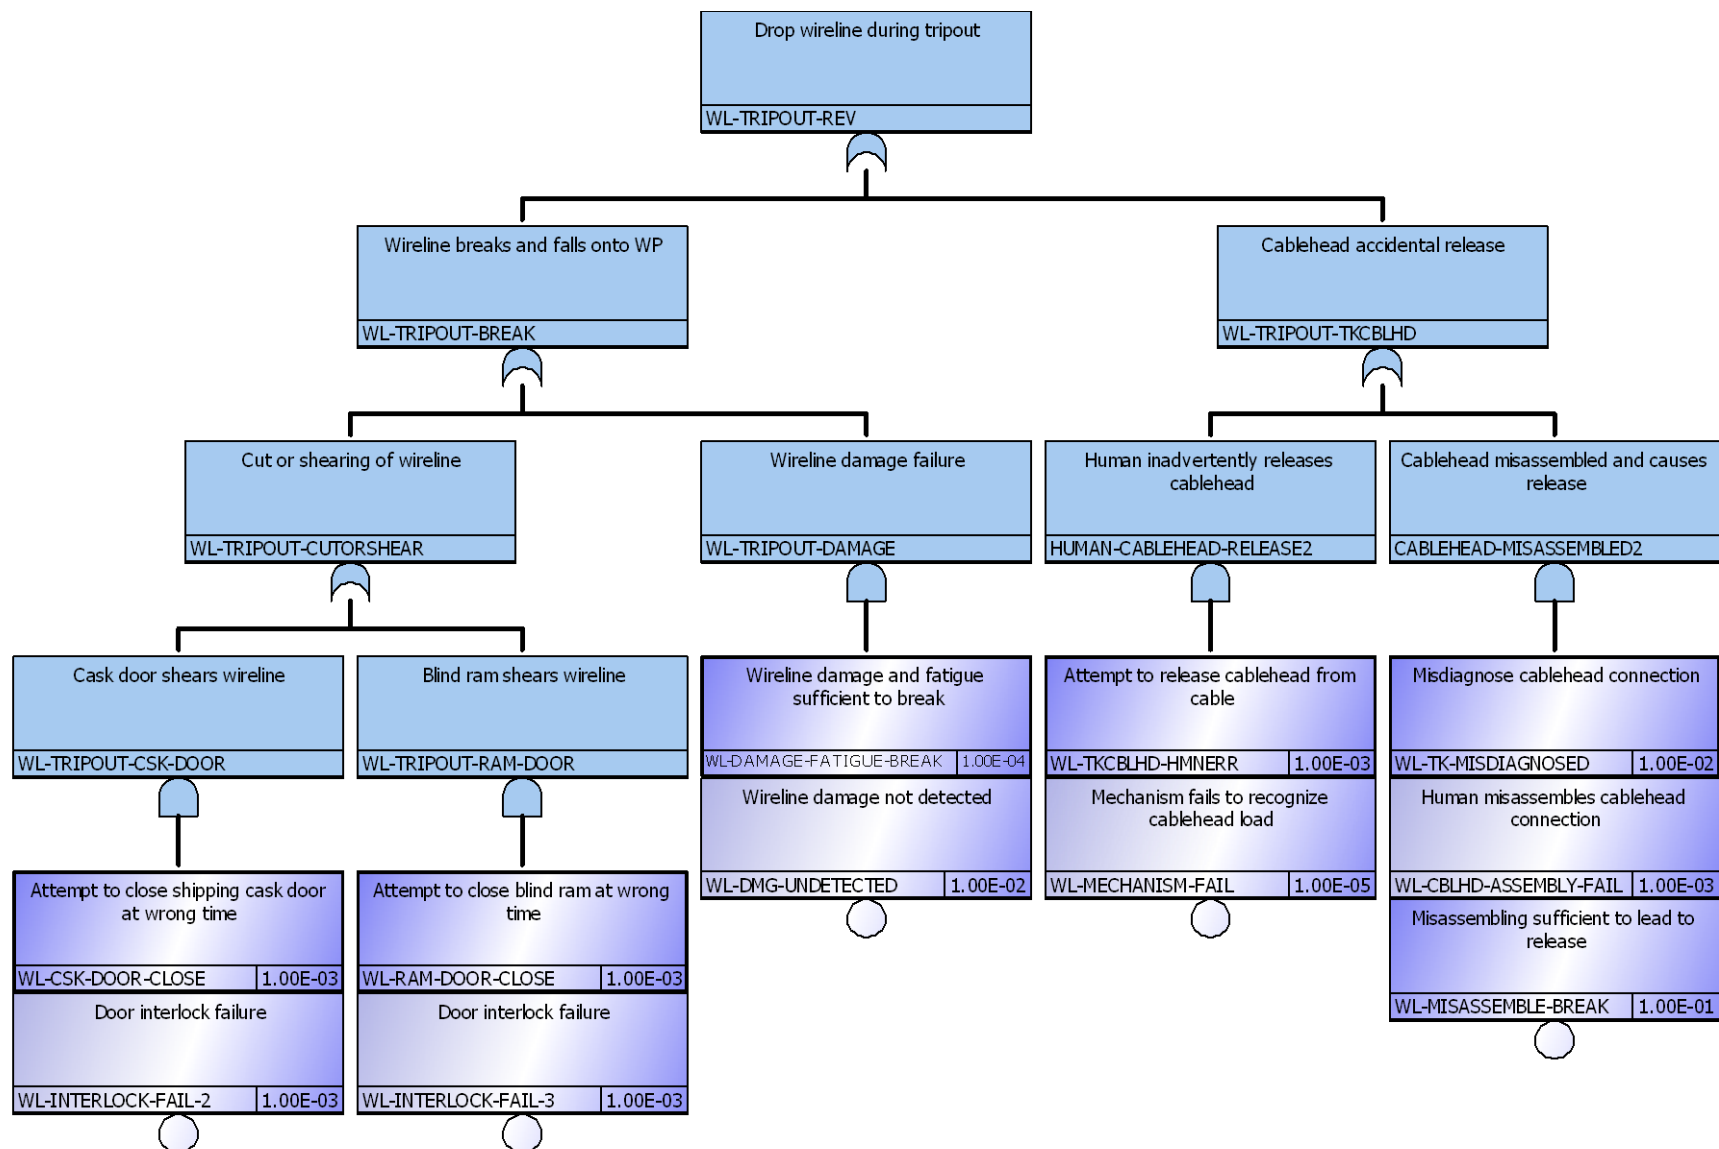 Drop wireline during tripout
WL-TRIPOUT-REV
Wireline breaks and falls onto WP
WL-TRIPOUT-BREAK
Cablehead accidental release
WL-TRIPOUT-TKCBLHD
Cut or shearing of wireline
WL-TRIPOUT-CUTORSHEAR
Wireline damage failure
WL-TRIPOUT-DAMAGE
Human inadvertently releases
cablehead
HUMAN-CABLEHEAD-RELEASE2
Cablehead misassembled and causes
release
CABLEHEAD-MISASSEMBLED2
Cask door shears wireline
WL-TRIPOUT-CSK-DOOR
Blind ram shears wireline
WL-TRIPOUT-RAM-DOOR
Wireline damage and fatigue
sufficient to break
WL-DAMAGE-FATIGUE-BREAK 1.00E-04
Wireline damage not detected
WL-DMG-UNDETECTED 1.00E-02
Attempt to release cablehead from
cable
WL-TKCBLHD-HMNERR 1.00E-03
Mechanism fails to recognize
cablehead load
WL-MECHANISM-FAIL 1.00E-05
Misdiagnose cablehead connection
WL-TK-MISDIAGNOSED 1.00E-02
Human misassembles cablehead
connection
WL-CBLHD-ASSEMBLY-FAIL 1.00E-03
Misassembling sufficient to lead to
release
WL-MISASSEMBLE-BREAK 1.00E-01
Attempt to close shipping cask door
at wrong time
WL-CSK-DOOR-CLOSE 1.00E-03
Door interlock failure
WL-INTERLOCK-FAIL-2 1.00E-03
Attempt to close blind ram at wrong
time
WL-RAM-DOOR-CLOSE 1.00E-03
Door interlock failure
WL-INTERLOCK-FAIL-3 1.00E-03